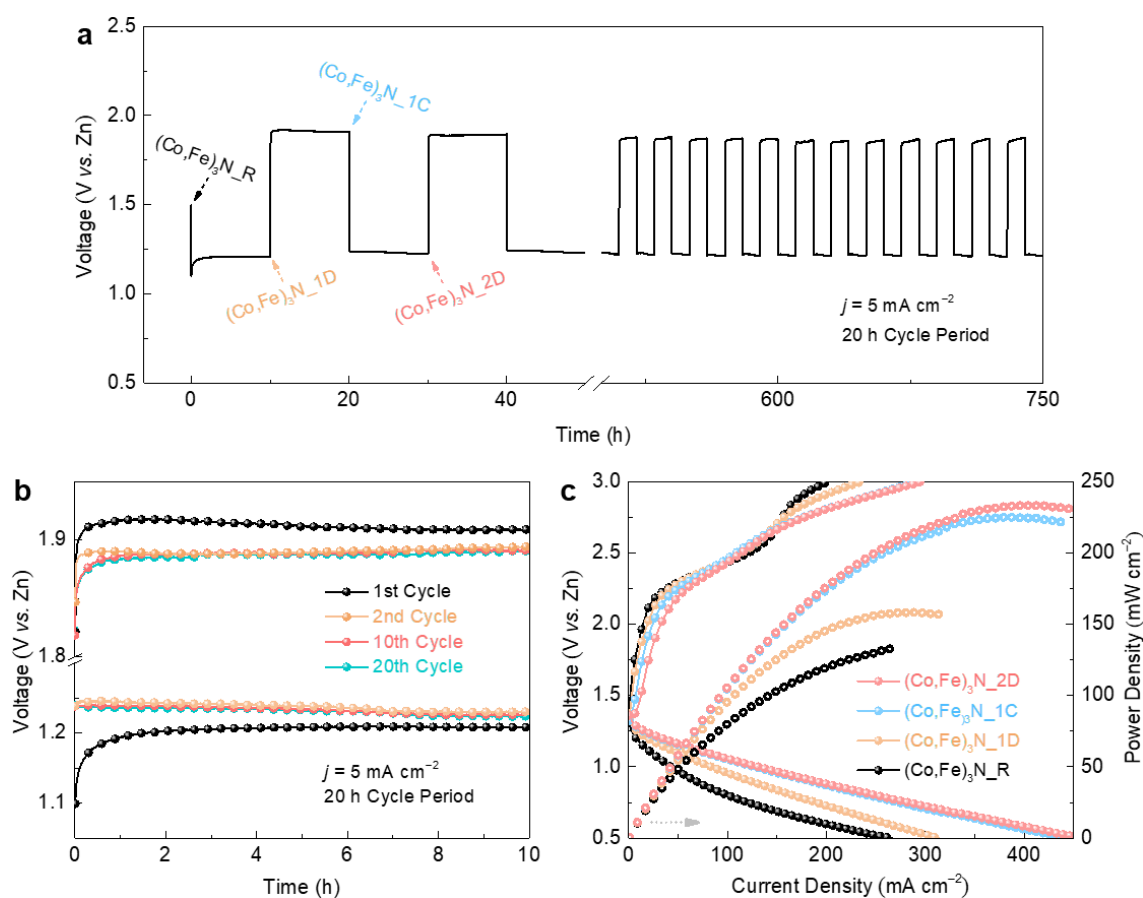 a
2.5
2.0
1.5
1.0
0.5
Voltage (V vs. Zn)
(Co,Fe)₃N_R
(Co,Fe)₃N_1C
(Co,Fe)₃N_1D
(Co,Fe)₃N_2D
j = 5 mA cm⁻²
20 h Cycle Period
0 20 40 600 750
Time (h)
b
1.9
1.8
1.2
1.1
Voltage (V vs. Zn)
1st Cycle
2nd Cycle
10th Cycle
20th Cycle
j = 5 mA cm⁻²
20 h Cycle Period
0 2 4 6 8 10
Time (h)
c
3.0
2.5
2.0
1.5
1.0
0.5
Voltage (V vs. Zn)
(Co,Fe)₃N_2D
(Co,Fe)₃N_1C
(Co,Fe)₃N_1D
(Co,Fe)₃N_R
250
200
150
100
50
0
Power Density (mW cm⁻²)
0 100 200 300 400
Current Density (mA cm⁻²)